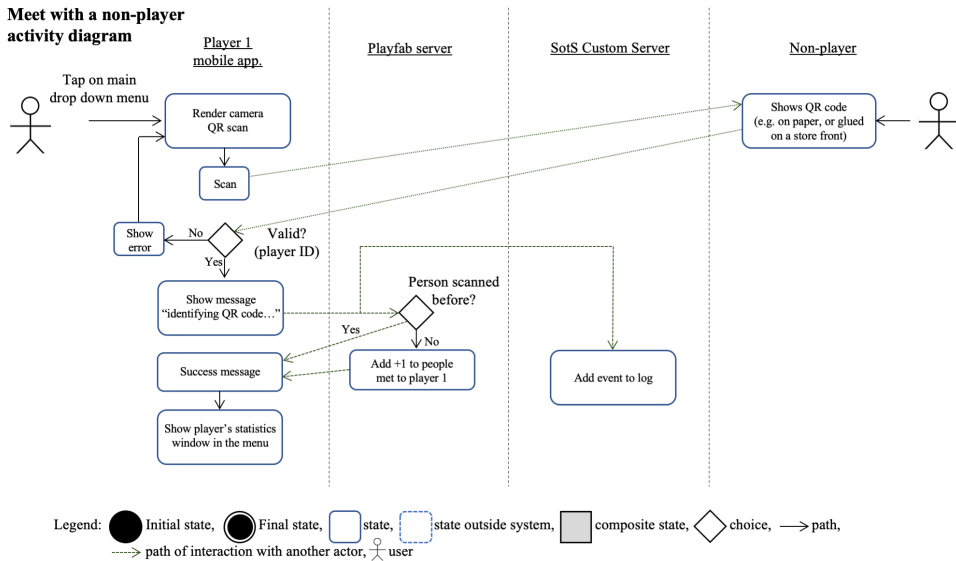 Meet with a non-player
activity diagram
Player 1
mobile app.
Playfab server
SotS Custom Server
Non-player
Tap on main
drop down menu
Render camera
QR scan
Shows QR code
(e.g. on paper, or glued
on a store front)
Scan
Show
error
No
Valid?
(player ID)
Yes
Show message
“identifying QR code…”
Person scanned
before?
Yes
No
Success message
Add +1 to people
met to player 1
Add event to log
Show player’s statistics
window in the menu
Legend: Initial state, Final state, state, state outside system, composite state, choice, path,
path of interaction with another actor, user